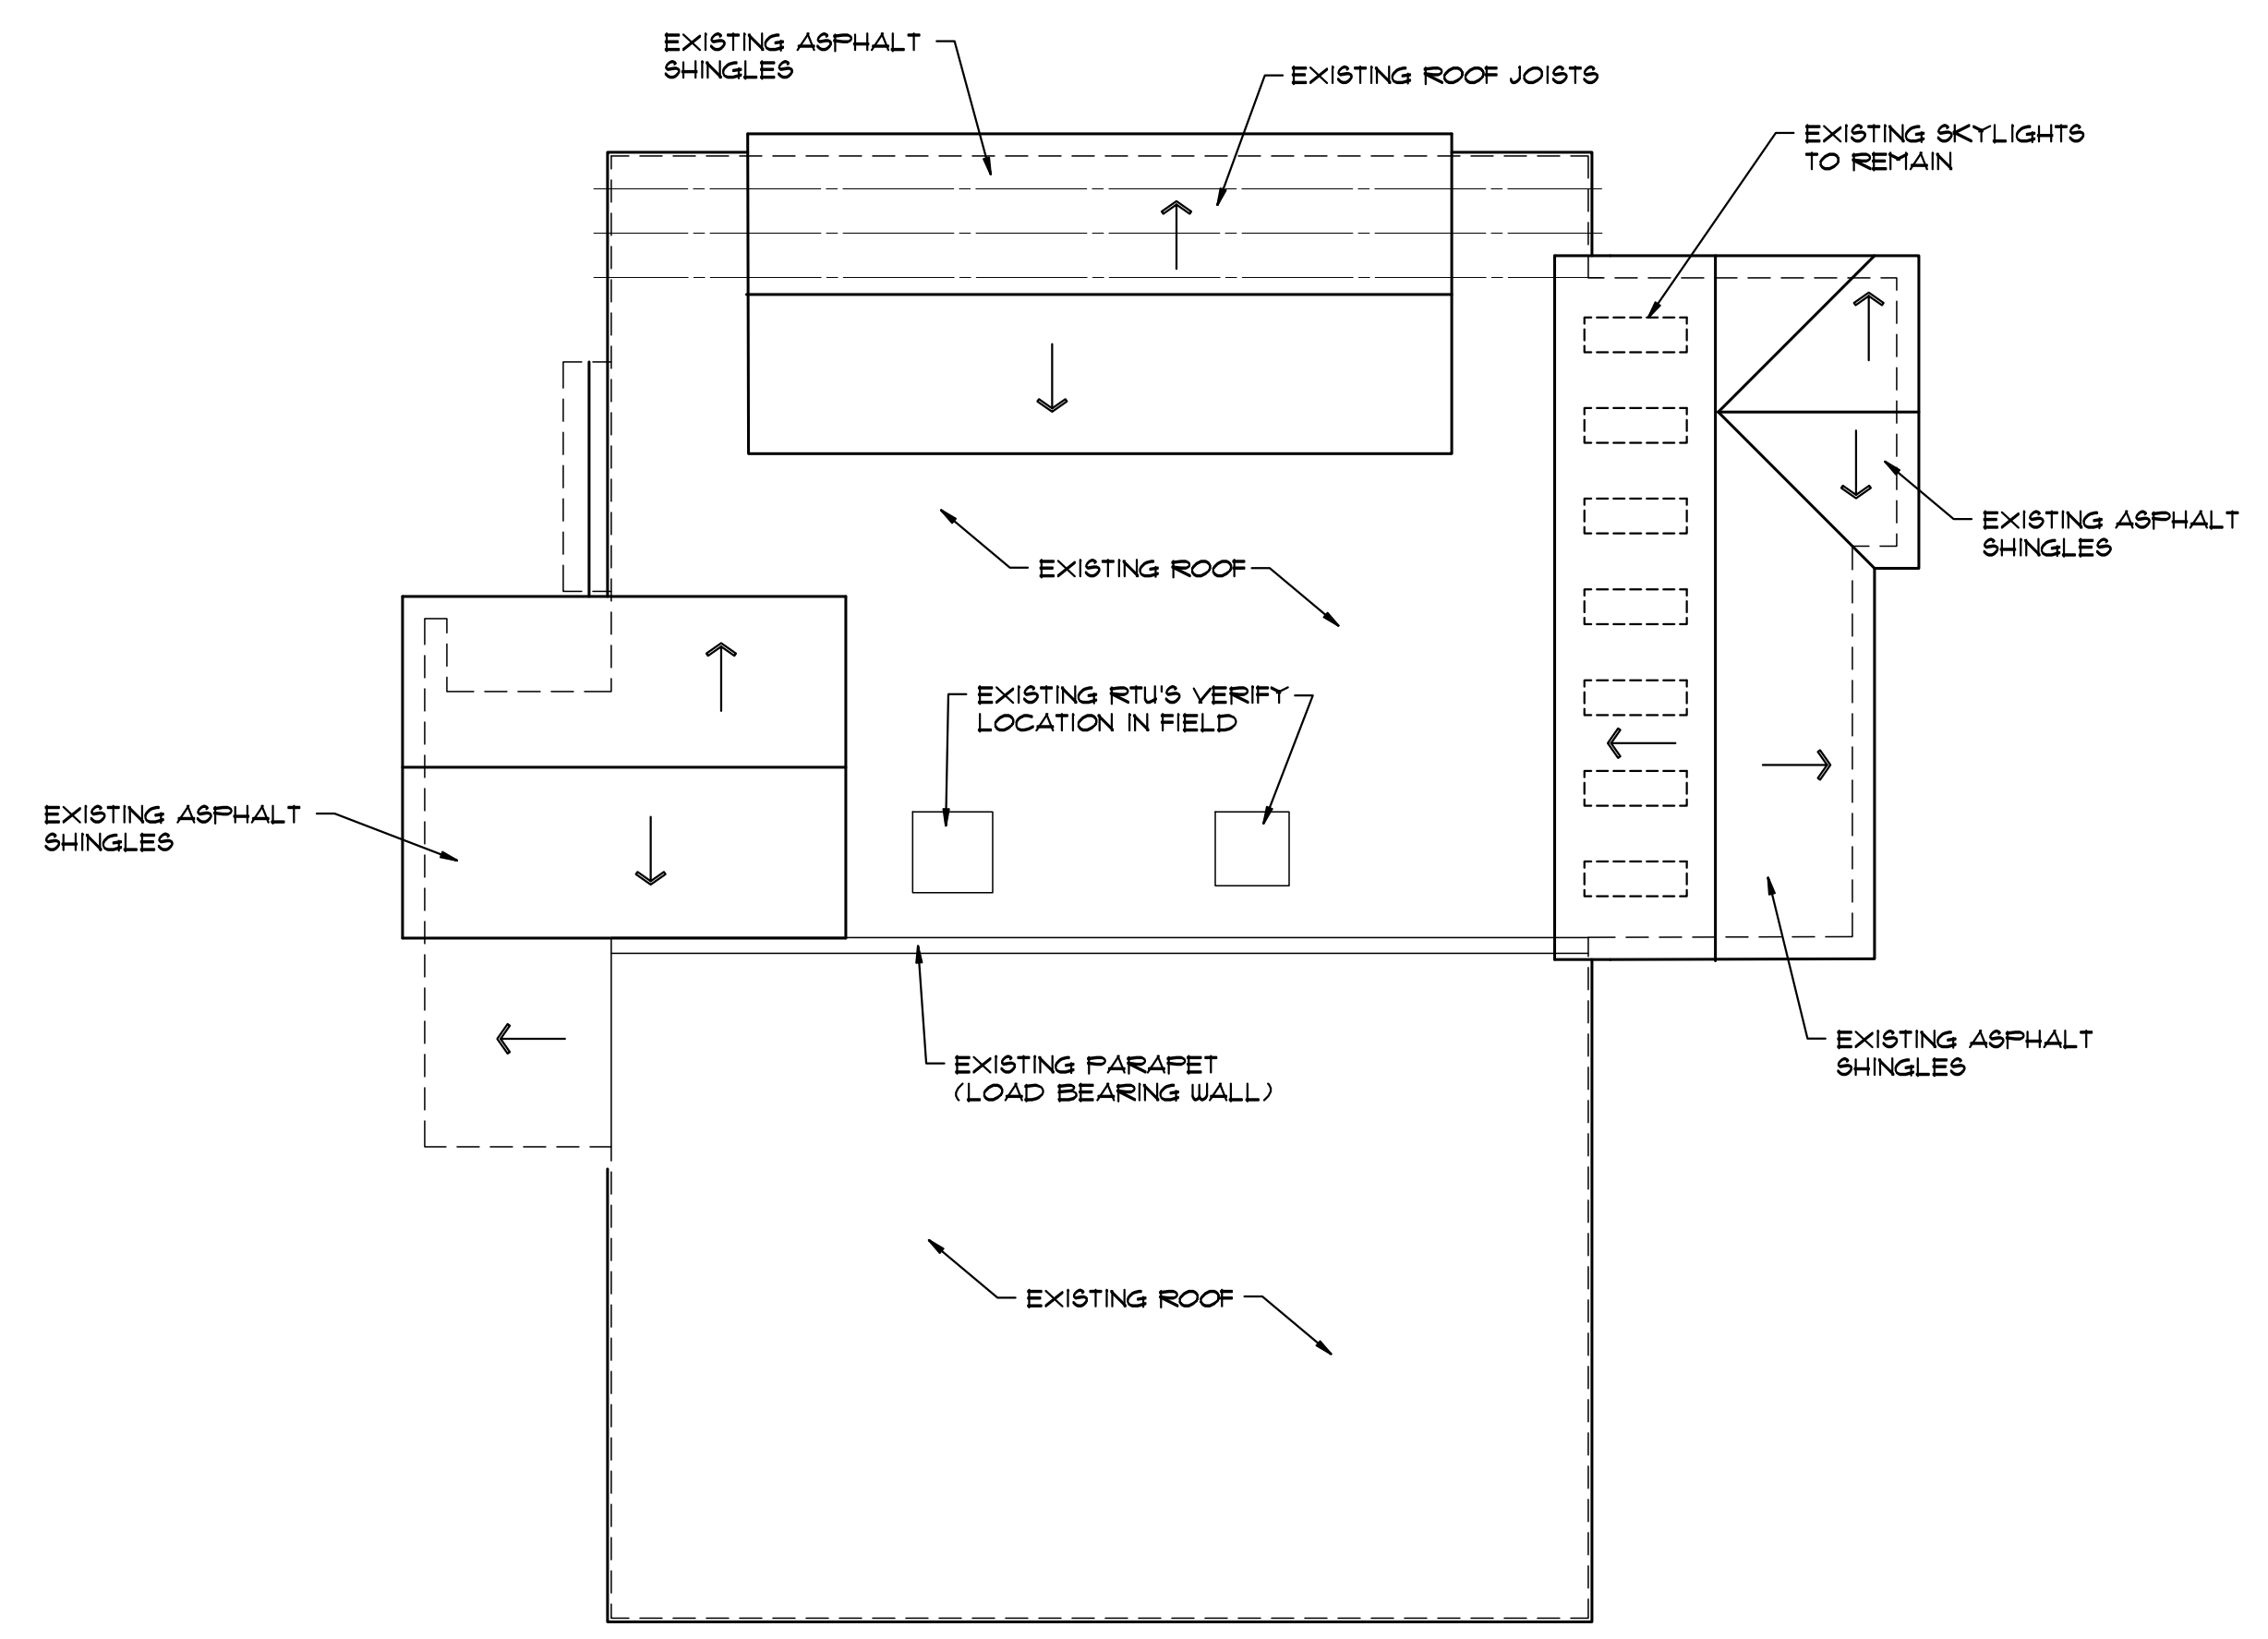 EXISTING ASPHALT
SHINGLES
EXISTING ROOF JOISTS
EXISTING SKYLIGHTS
TO REMAIN
EXISTING ASPHALT
SHINGLES
EXISTING ROOF
EXISTING RTU'S VERIFY
LOCATION IN FIELD
EXISTING ASPHALT
SHINGLES
EXISTING ASPHALT
SHINGLES
EXISTING PARAPET
(LOAD BEARING WALL)
EXISTING ROOF